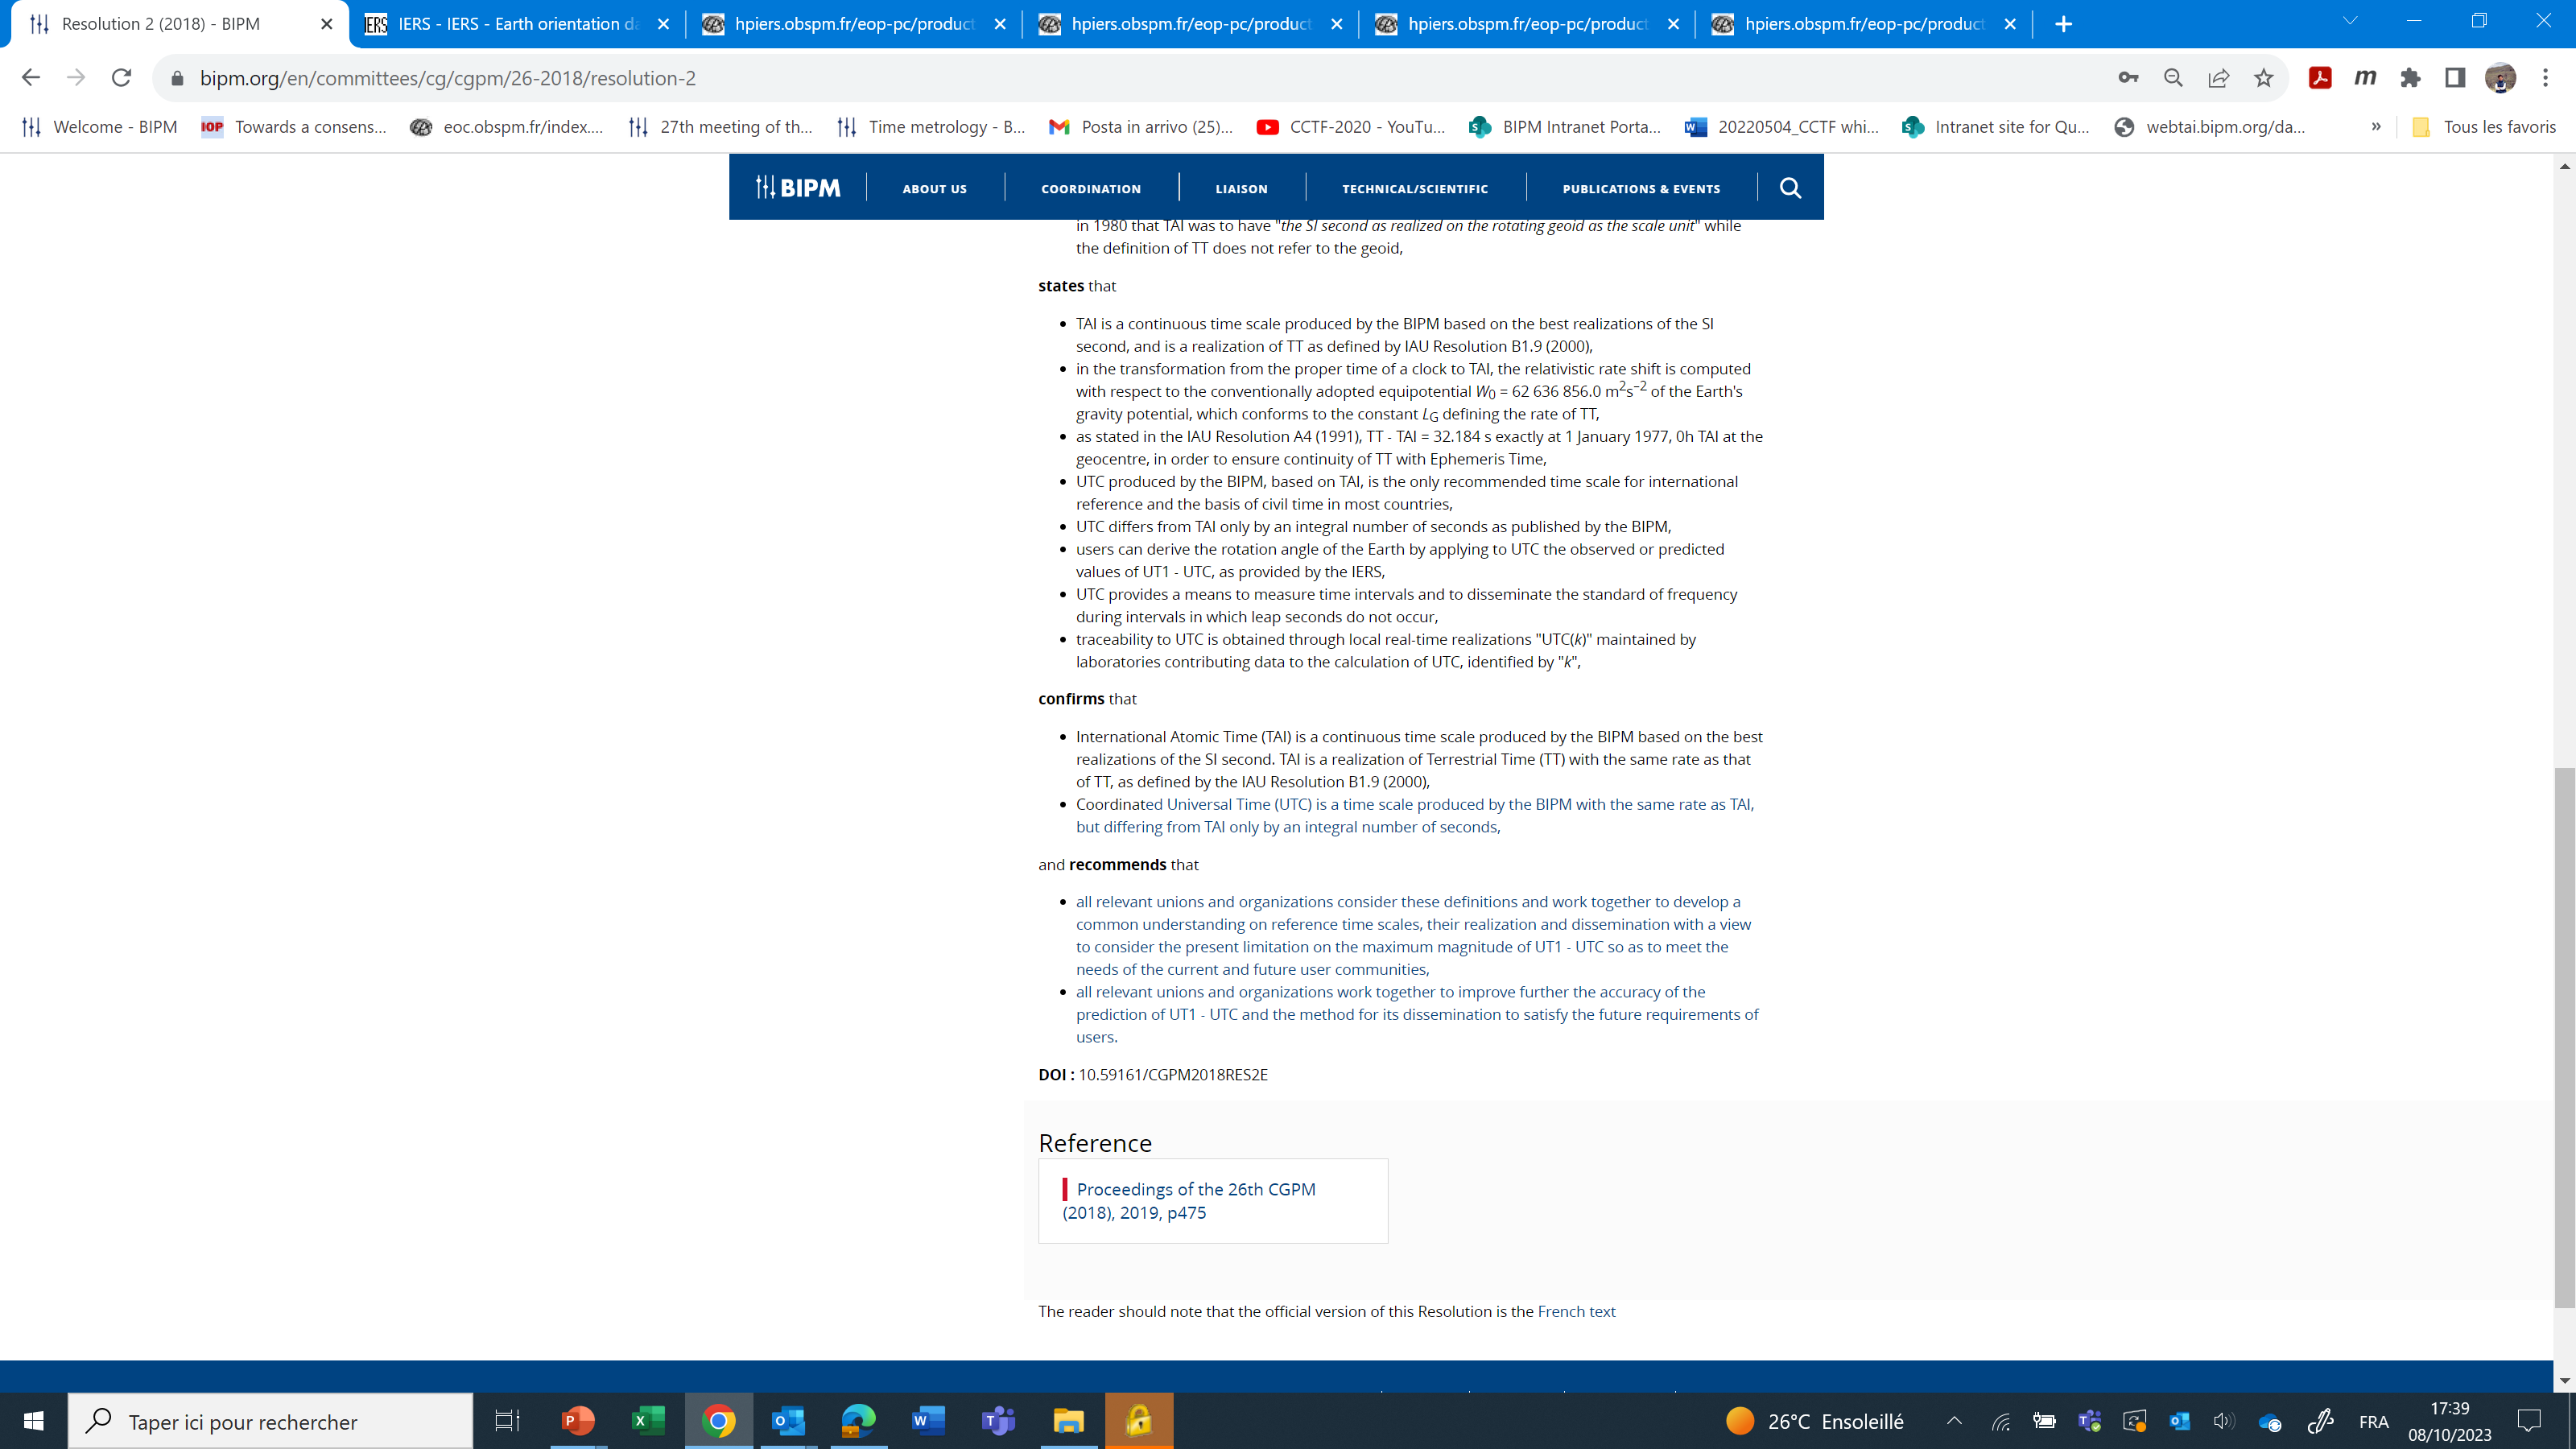 Resolution 2 (2018) - BIPM
IERS IERS - IERS - Earth orientation da
hpiers.obspm.fr/eop-pc/product
hpiers.obspm.fr/eop-pc/product
hpiers.obspm.fr/eop-pc/product
hpiers.obspm.fr/eop-pc/product
bipm.org/en/committees/cg/cgpm/26-2018/resolution-2
Welcome - BIPM
IOP Towards a consens...
eoc.obspm.fr/index....
27th meeting of th...
Time metrology - B...
Posta in arrivo (25)...
CCTF-2020 - YouTu...
BIPM Intranet Porta...
20220504_CCTF whi...
Intranet site for Qu...
webtai.bipm.org/da...
»
Tous les favoris
BIPM
ABOUT US
COORDINATION
LIAISON
TECHNICAL/SCIENTIFIC
PUBLICATIONS & EVENTS
in 1980 that TAI was to have "the SI second as realized on the rotating geoid as the scale unit" while
the definition of TT does not refer to the geoid,
states that
• TAI is a continuous time scale produced by the BIPM based on the best realizations of the SI
second, and is a realization of TT as defined by IAU Resolution B1.9 (2000),
• in the transformation from the proper time of a clock to TAI, the relativistic rate shift is computed
with respect to the conventionally adopted equipotential W0 = 62 636 856.0 m2s–2 of the Earth's
gravity potential, which conforms to the constant LG defining the rate of TT,
• as stated in the IAU Resolution A4 (1991), TT - TAI = 32.184 s exactly at 1 January 1977, 0h TAI at the
geocentre, in order to ensure continuity of TT with Ephemeris Time,
• UTC produced by the BIPM, based on TAI, is the only recommended time scale for international
reference and the basis of civil time in most countries,
• UTC differs from TAI only by an integral number of seconds as published by the BIPM,
• users can derive the rotation angle of the Earth by applying to UTC the observed or predicted
values of UT1 - UTC, as provided by the IERS,
• UTC provides a means to measure time intervals and to disseminate the standard of frequency
during intervals in which leap seconds do not occur,
• traceability to UTC is obtained through local real-time realizations "UTC(k)" maintained by
laboratories contributing data to the calculation of UTC, identified by "k",
confirms that
• International Atomic Time (TAI) is a continuous time scale produced by the BIPM based on the best
realizations of the SI second. TAI is a realization of Terrestrial Time (TT) with the same rate as that
of TT, as defined by the IAU Resolution B1.9 (2000),
• Coordinated Universal Time (UTC) is a time scale produced by the BIPM with the same rate as TAI,
but differing from TAI only by an integral number of seconds,
and recommends that
• all relevant unions and organizations consider these definitions and work together to develop a
common understanding on reference time scales, their realization and dissemination with a view
to consider the present limitation on the maximum magnitude of UT1 - UTC so as to meet the
needs of the current and future user communities,
• all relevant unions and organizations work together to improve further the accuracy of the
prediction of UT1 - UTC and the method for its dissemination to satisfy the future requirements of
users.
DOI : 10.59161/CGPM2018RES2E
Reference
Proceedings of the 26th CGPM
(2018), 2019, p475
The reader should note that the official version of this Resolution is the French text
Taper ici pour rechercher
26°C Ensoleillé
FRA
17:39
08/10/2023